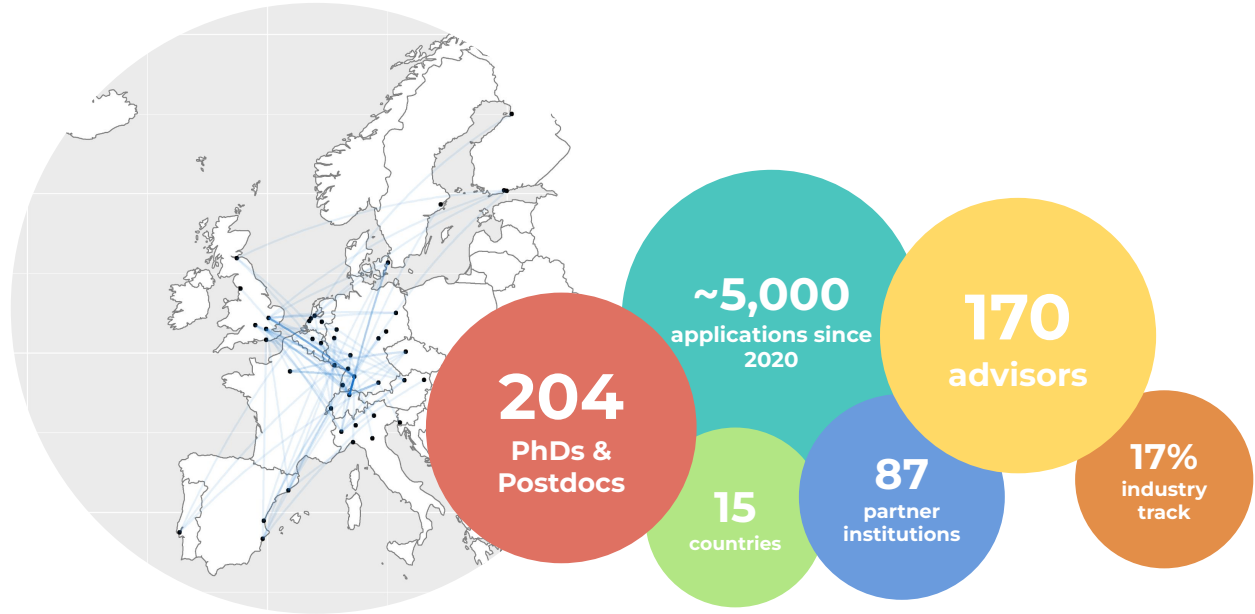 204
PhDs &
Postdocs
~5,000
applications since
2020
15
countries
87
partner
institutions
170
advisors
17%
industry
track